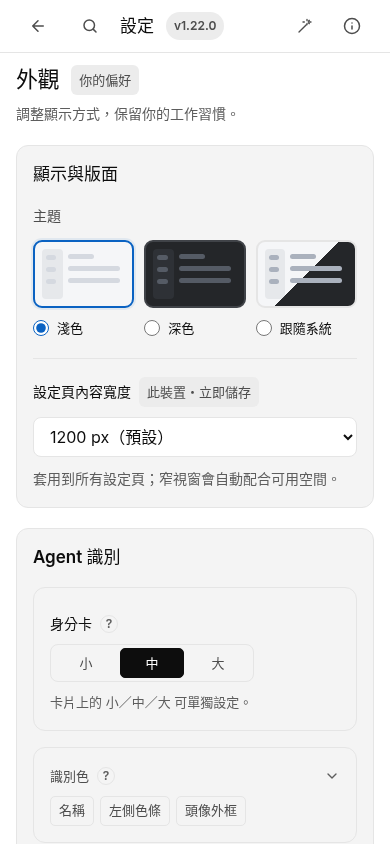 設定 v1.22.0
外觀 你的偏好
調整顯示方式，保留你的工作習慣。
顯示與版面
主題
淺色 深色 跟隨系統
設定頁內容寬度 此裝置・立即儲存
1200 px（預設）
套用到所有設定頁；窄視窗會自動配合可用空間。
Agent 識別
身分卡 ?
小 中 大
卡片上的 小／中／大 可單獨設定。
識別色 ?
名稱 左側色條 頭像外框